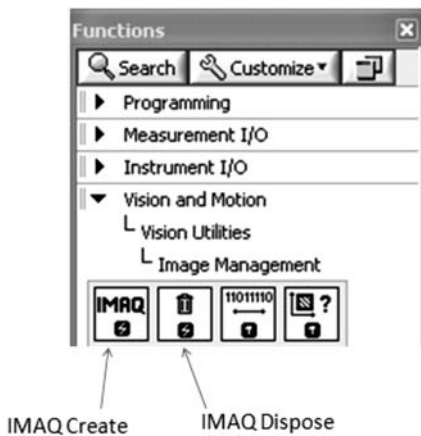 Functions
Search Customize
Programming
Measurement I/O
Instrument I/O
Vision and Motion
Vision Utilities
Image Management
IMAQ 11011110 ?
IMAQ Create IMAQ Dispose